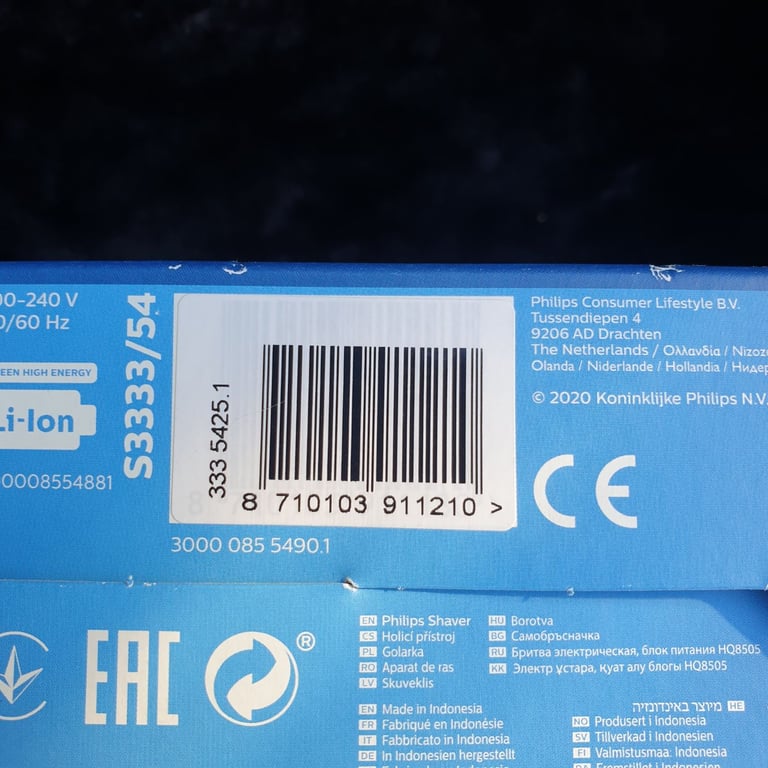 00-240 V
0/60 Hz
EEN HIGH ENERGY
Li-Ion
0008554881
S3333/54
333 5425.1
8 710103 911210 >
3000 085 5490.1
Philips Consumer Lifestyle B.V.
Tussendiepen 4
9206 AD Drachten
The Netherlands / Ολλανδία / Nizoz
Olanda / Niderlande / Hollandia / Нидер
© 2020 Koninklijke Philips N.V.
CE
EAC
®
EN Philips Shaver
CS Holicí přístroj
PL Golarka
RO Aparat de ras
LV Skuveklis
HU Borotva
BG Самобръсначка
RU Бритва электрическая, блок питания HQ8505
KK Электр ұстара, қуат алу блогы HQ8505
EN Made in Indonesia
FR Fabriqué en Indonésie
IT Fabbricato in Indonesia
DE In Indonesien hergestellt
HE מיוצר באינדונזיה
NO Produsert i Indonesia
SV Tillverkad i Indonesien
FI Valmistusmaa: Indonesia
Fremstillet i Indonesien